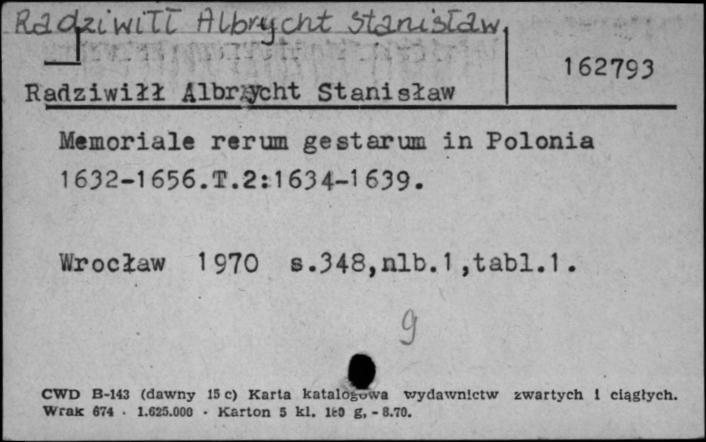 Radziwiłł Albrycht Stanisław
162793
Radziwiłł Albrycht Stanisław
Memoriale rerum gestarum in Polonia
1632-1656.T.2:1634-1639.
Wrocław 1970 s.348,nlb.1,tabl.1.
9
CWD B-143 (dawny 15 c) Karta katalogowa wydawnictw zwartych i ciągłych.
Wrak 674 · 1.625.000 · Karton 5 kl. 180 g, - 8.70.